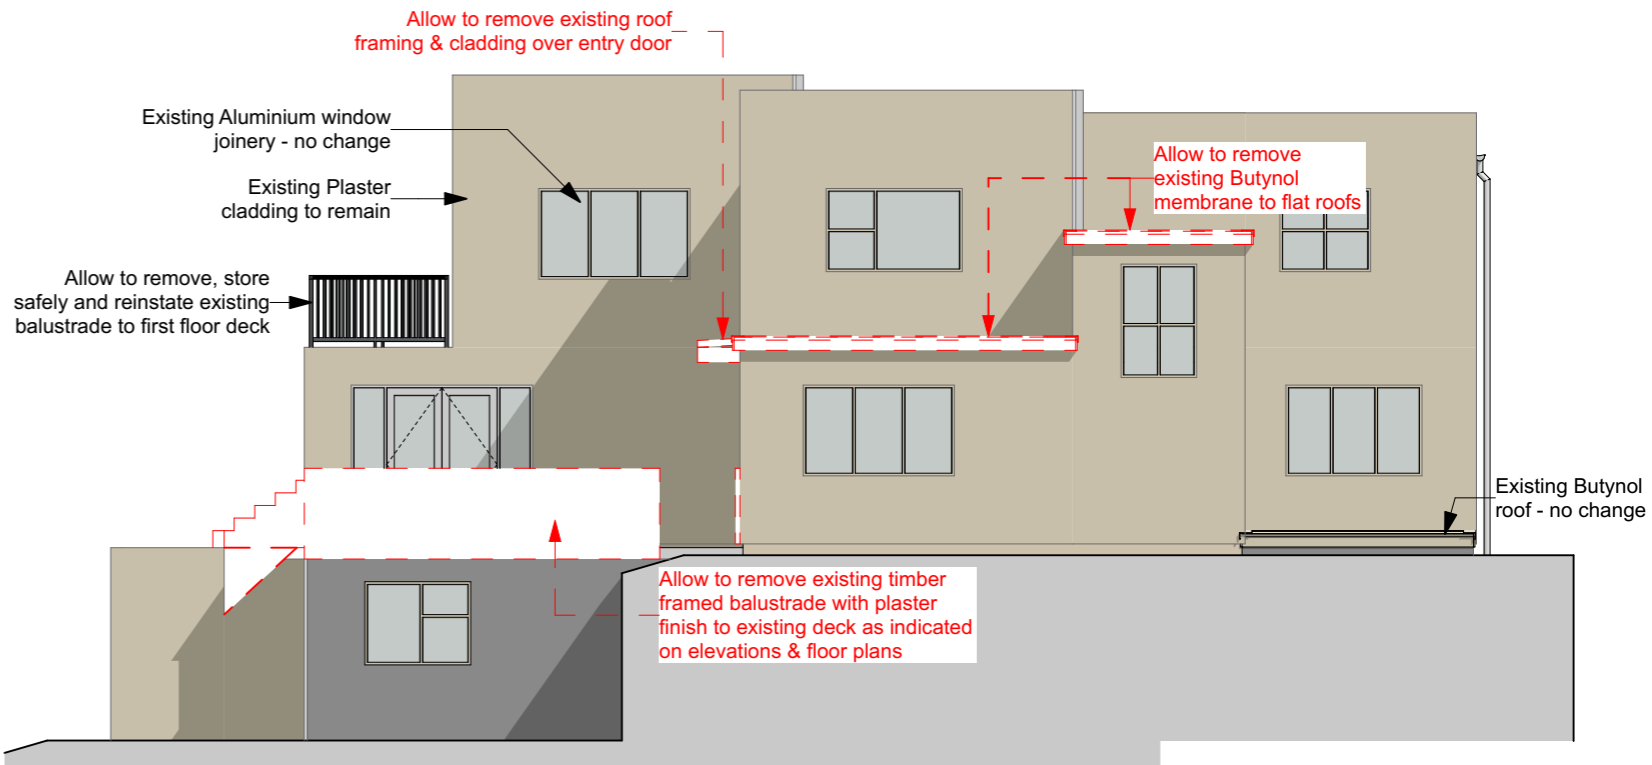 Allow to remove existing roof
framing & cladding over entry door
Existing Aluminium window
joinery - no change
Existing Plaster
cladding to remain
Allow to remove
existing Butynol
membrane to flat roofs
Allow to remove, store
safely and reinstate existing
balustrade to first floor deck
Existing Butynol
roof - no change
Allow to remove existing timber
framed balustrade with plaster
finish to existing deck as indicated
on elevations & floor plans